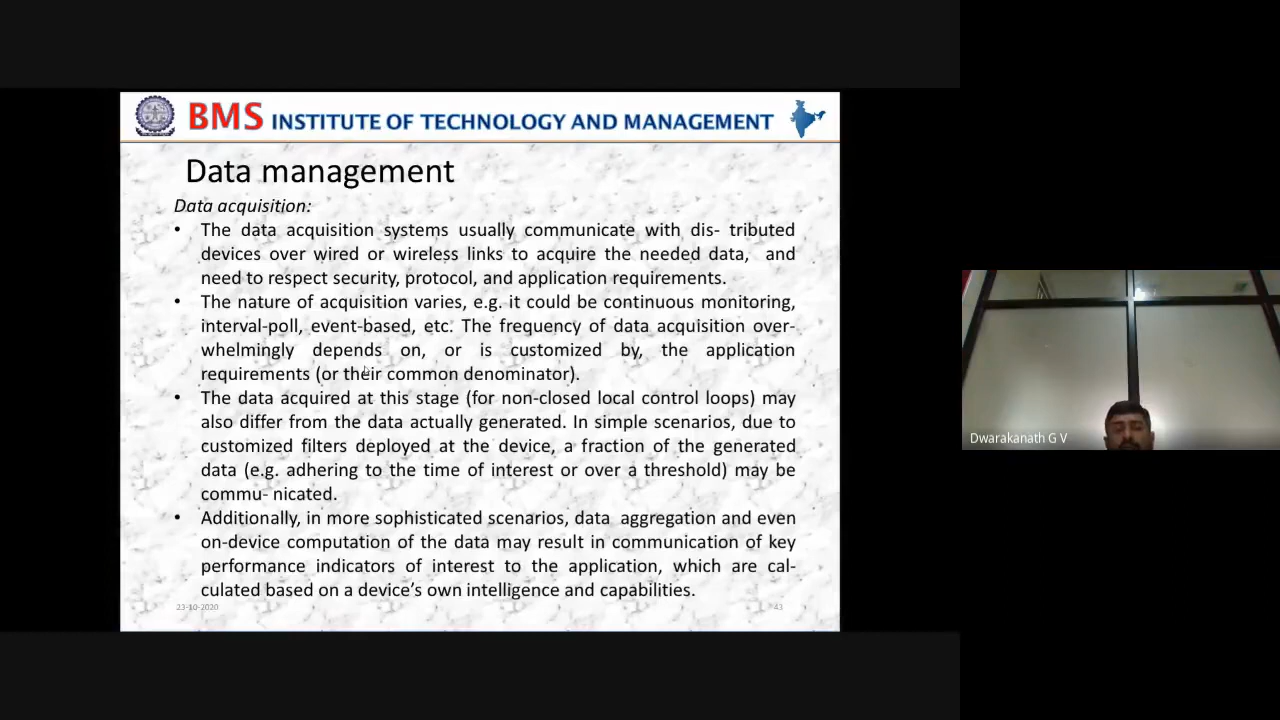 BMS INSTITUTE OF TECHNOLOGY AND MANAGEMENT
Data management
Data acquisition:
• The data acquisition systems usually communicate with dis- tributed
devices over wired or wireless links to acquire the needed data, and
need to respect security, protocol, and application requirements.
• The nature of acquisition varies, e.g. it could be continuous monitoring,
interval-poll, event-based, etc. The frequency of data acquisition over-
whelmingly depends on, or is customized by, the application
requirements (or their common denominator).
• The data acquired at this stage (for non-closed local control loops) may
also differ from the data actually generated. In simple scenarios, due to
customized filters deployed at the device, a fraction of the generated
data (e.g. adhering to the time of interest or over a threshold) may be
commu- nicated.
• Additionally, in more sophisticated scenarios, data aggregation and even
on-device computation of the data may result in communication of key
performance indicators of interest to the application, which are cal-
culated based on a device’s own intelligence and capabilities.
23-10-2020 43
Dwarakanath G V